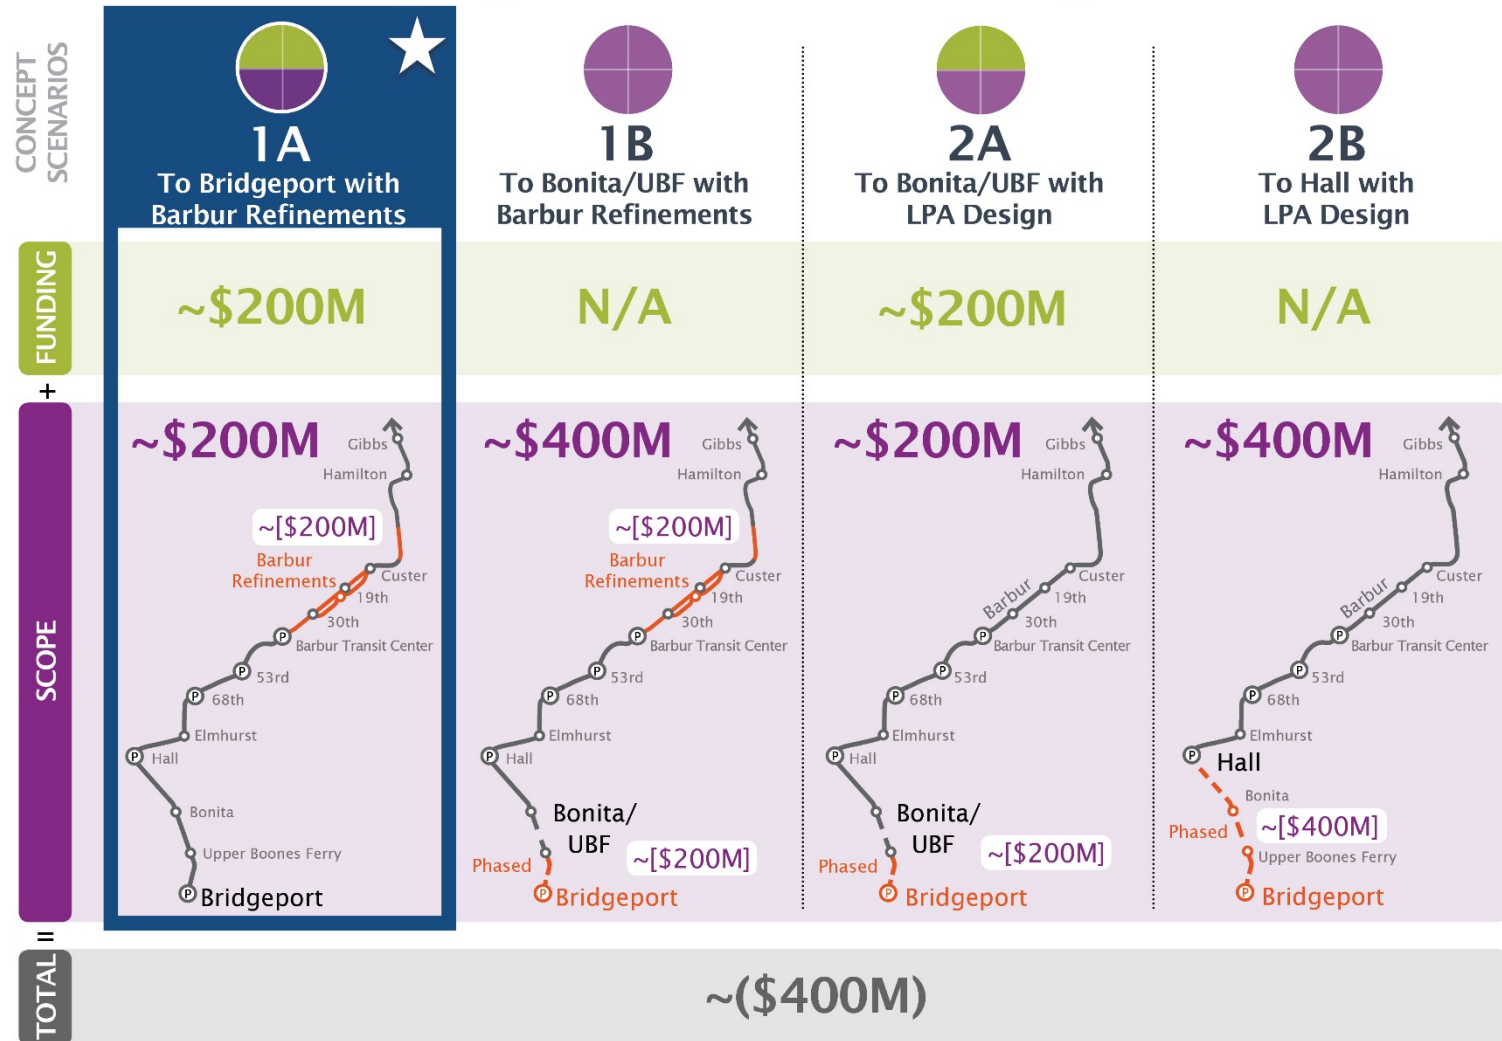 CONCEPT
SCENARIOS
1A
To Bridgeport with
Barbur Refinements
1B
To Bonita/UBF with
Barbur Refinements
2A
To Bonita/UBF with
LPA Design
2B
To Hall with
LPA Design
FUNDING
~$200M
N/A
~$200M
N/A
+
SCOPE
~$200M
Gibbs
Hamilton
~[$200M]
Barbur
Refinements
Custer
19th
30th
P
Barbur Transit Center
P
53rd
P
68th
Elmhurst
P
Hall
Bonita
Upper Boones Ferry
P
Bridgeport
~$400M
Gibbs
Hamilton
~[$200M]
Barbur
Refinements
Custer
19th
30th
P
Barbur Transit Center
P
53rd
P
68th
Elmhurst
P
Hall
Bonita/
UBF
~[$200M]
Phased
P
Bridgeport
~$200M
Gibbs
Hamilton
Custer
Barbur
19th
30th
P
Barbur Transit Center
P
53rd
P
68th
Elmhurst
P
Hall
Bonita/
UBF
~[$200M]
Phased
P
Bridgeport
~$400M
Gibbs
Hamilton
Custer
Barbur
19th
30th
P
Barbur Transit Center
P
53rd
P
68th
Elmhurst
P
Hall
Bonita
Phased
~[$400M]
Upper Boones Ferry
P
Bridgeport
=
TOTAL
~($400M)